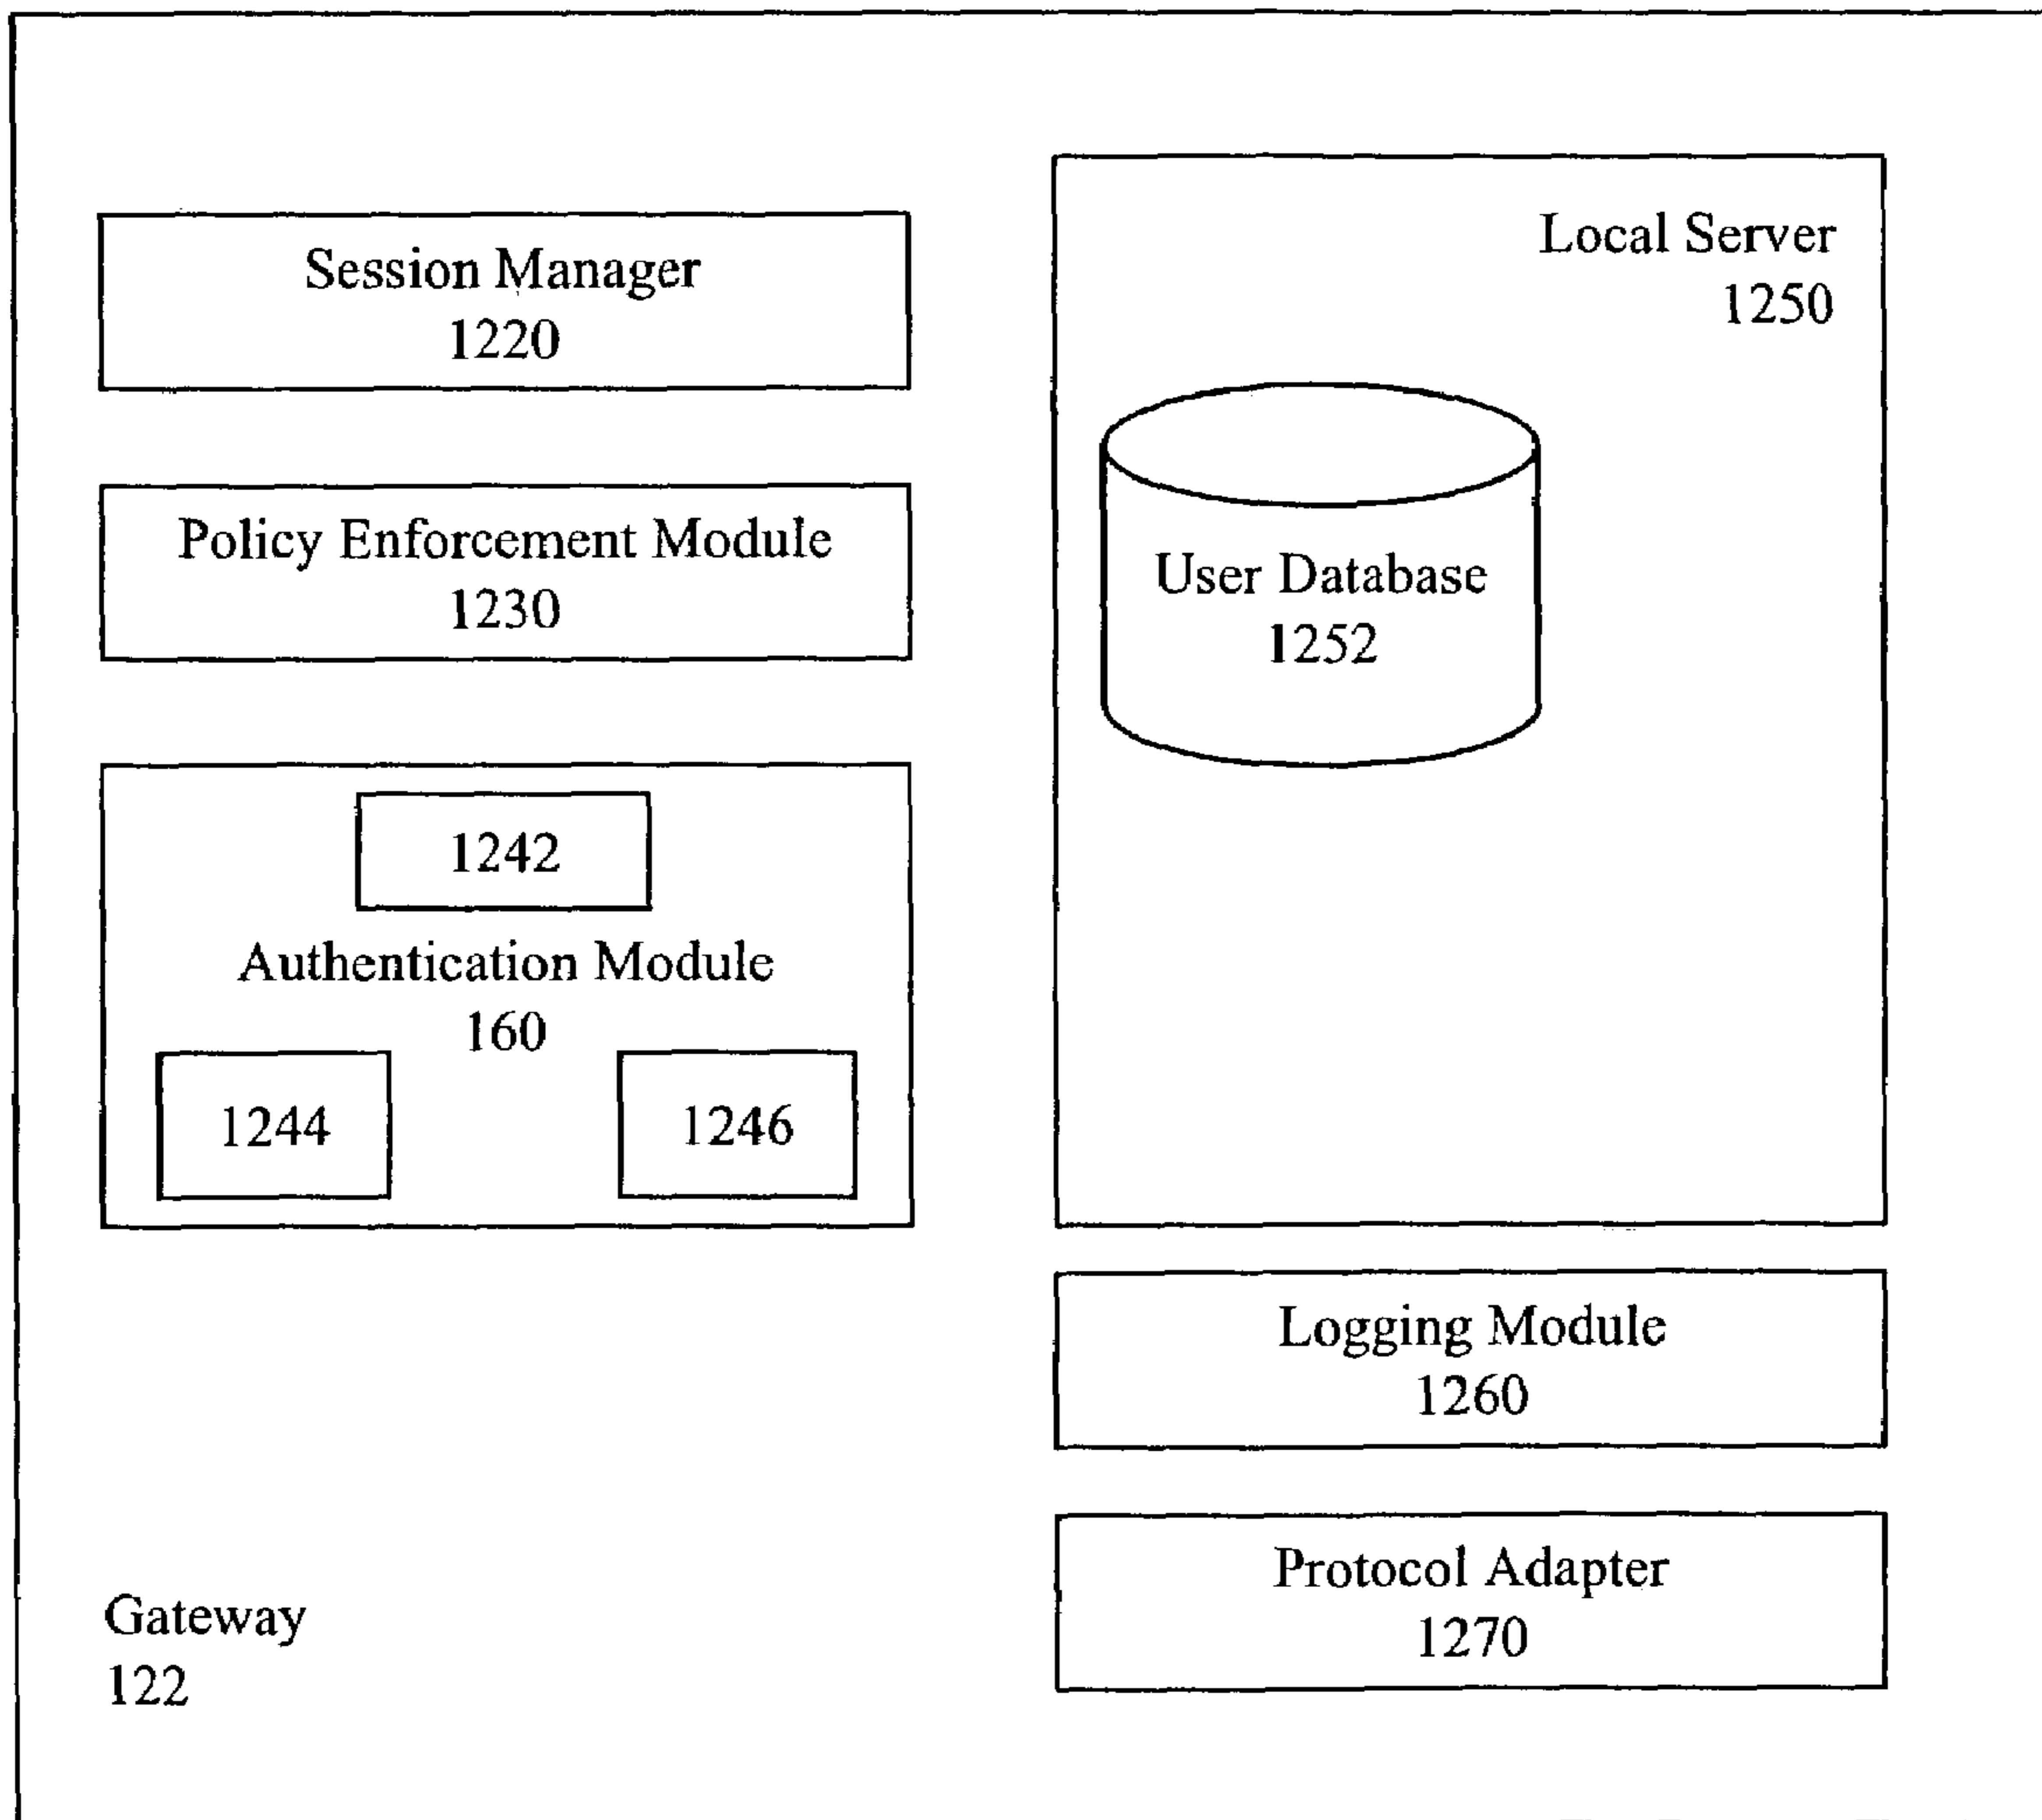 Session Manager
1220
Policy Enforcement Module
1230
1242
Authentication Module
160
1244
1246
Local Server
1250
User Database
1252
Logging Module
1260
Protocol Adapter
1270
Gateway
122